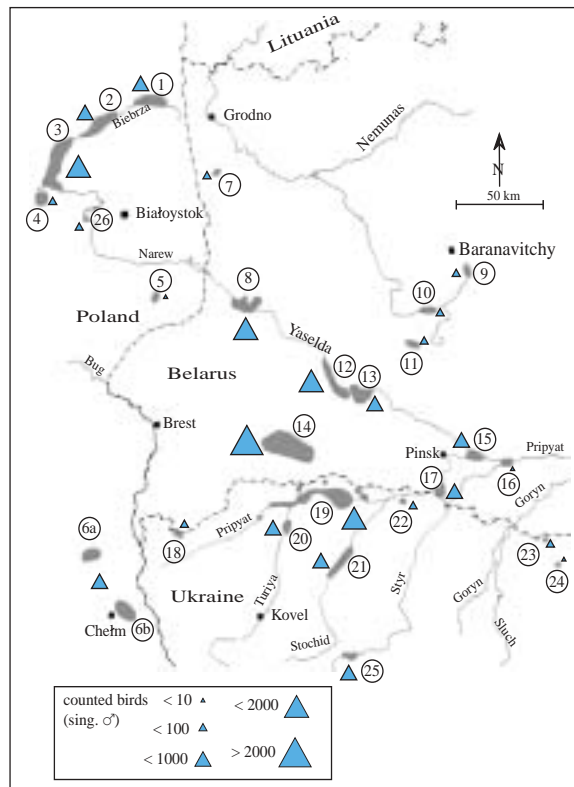 Lituania
1
2
Biebrza
Grodno
3
Nemunas
N
7
50 km
4
26
Białoystok
Baranavitchy
Narew
9
8
5
10
Poland
Yaselda
11
Bug
12
13
Belarus
Brest
14
15
Pinsk
Pripyat
16
17
Goryn
19
22
Pripyat
6a
18
20
23
21
24
Turiya
Styr
Ukraine
Goryn
Kovel
Chełm
6b
Stochid
Sluch
25
counted birds
(sing. ♂)
< 10
< 100
< 1000
< 2000
> 2000